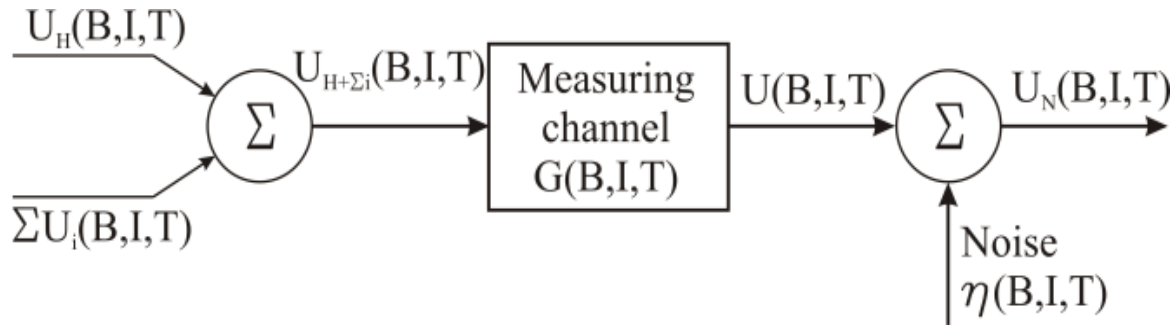 U_H(B,I,T)
ΣU_i(B,I,T)
Σ
U_{H+Σi}(B,I,T)
Measuring
channel
G(B,I,T)
U(B,I,T)
Σ
U_N(B,I,T)
Noise
η(B,I,T)